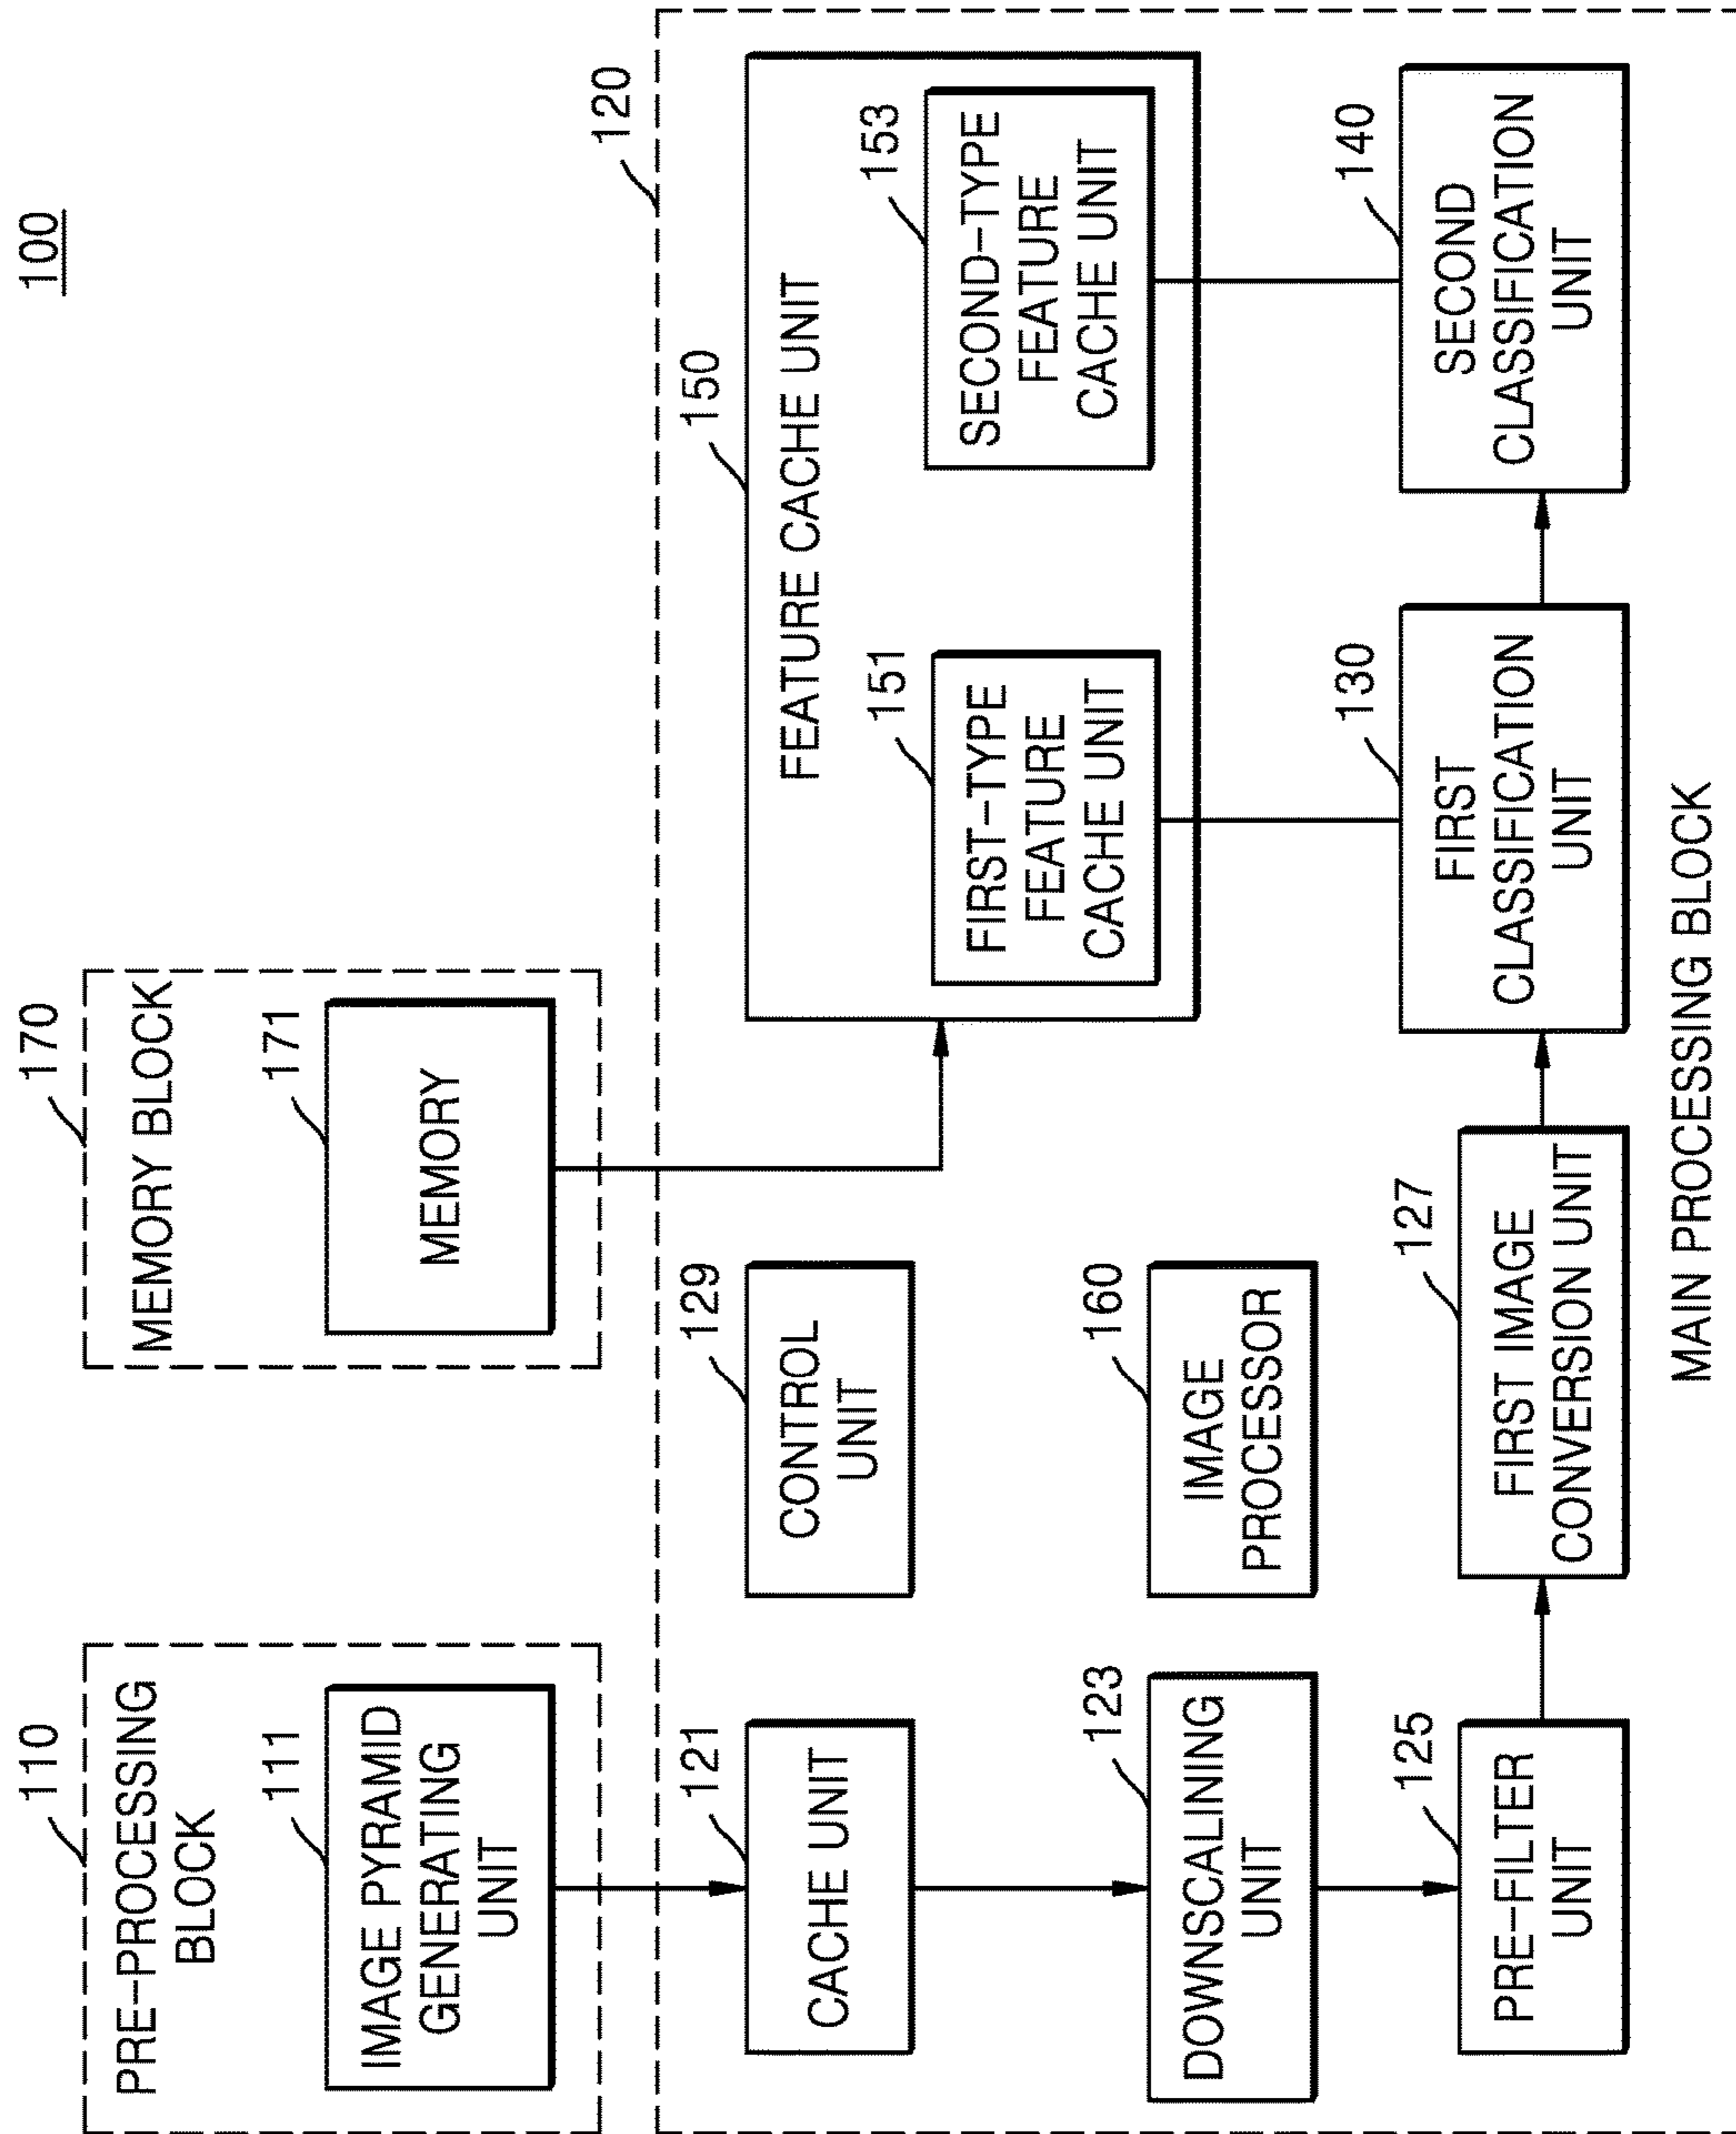 100
110
PRE-PROCESSING
BLOCK
111
IMAGE PYRAMID
GENERATING
UNIT
170
MEMORY BLOCK
171
MEMORY
120
121
CACHE UNIT
129
CONTROL
UNIT
150
FEATURE CACHE UNIT
151
FIRST-TYPE
FEATURE
CACHE UNIT
153
SECOND-TYPE
FEATURE
CACHE UNIT
123
DOWNSCALINING
UNIT
160
IMAGE
PROCESSOR
125
PRE-FILTER
UNIT
127
FIRST IMAGE
CONVERSION UNIT
130
FIRST
CLASSIFICATION
UNIT
140
SECOND
CLASSIFICATION
UNIT
MAIN PROCESSING BLOCK